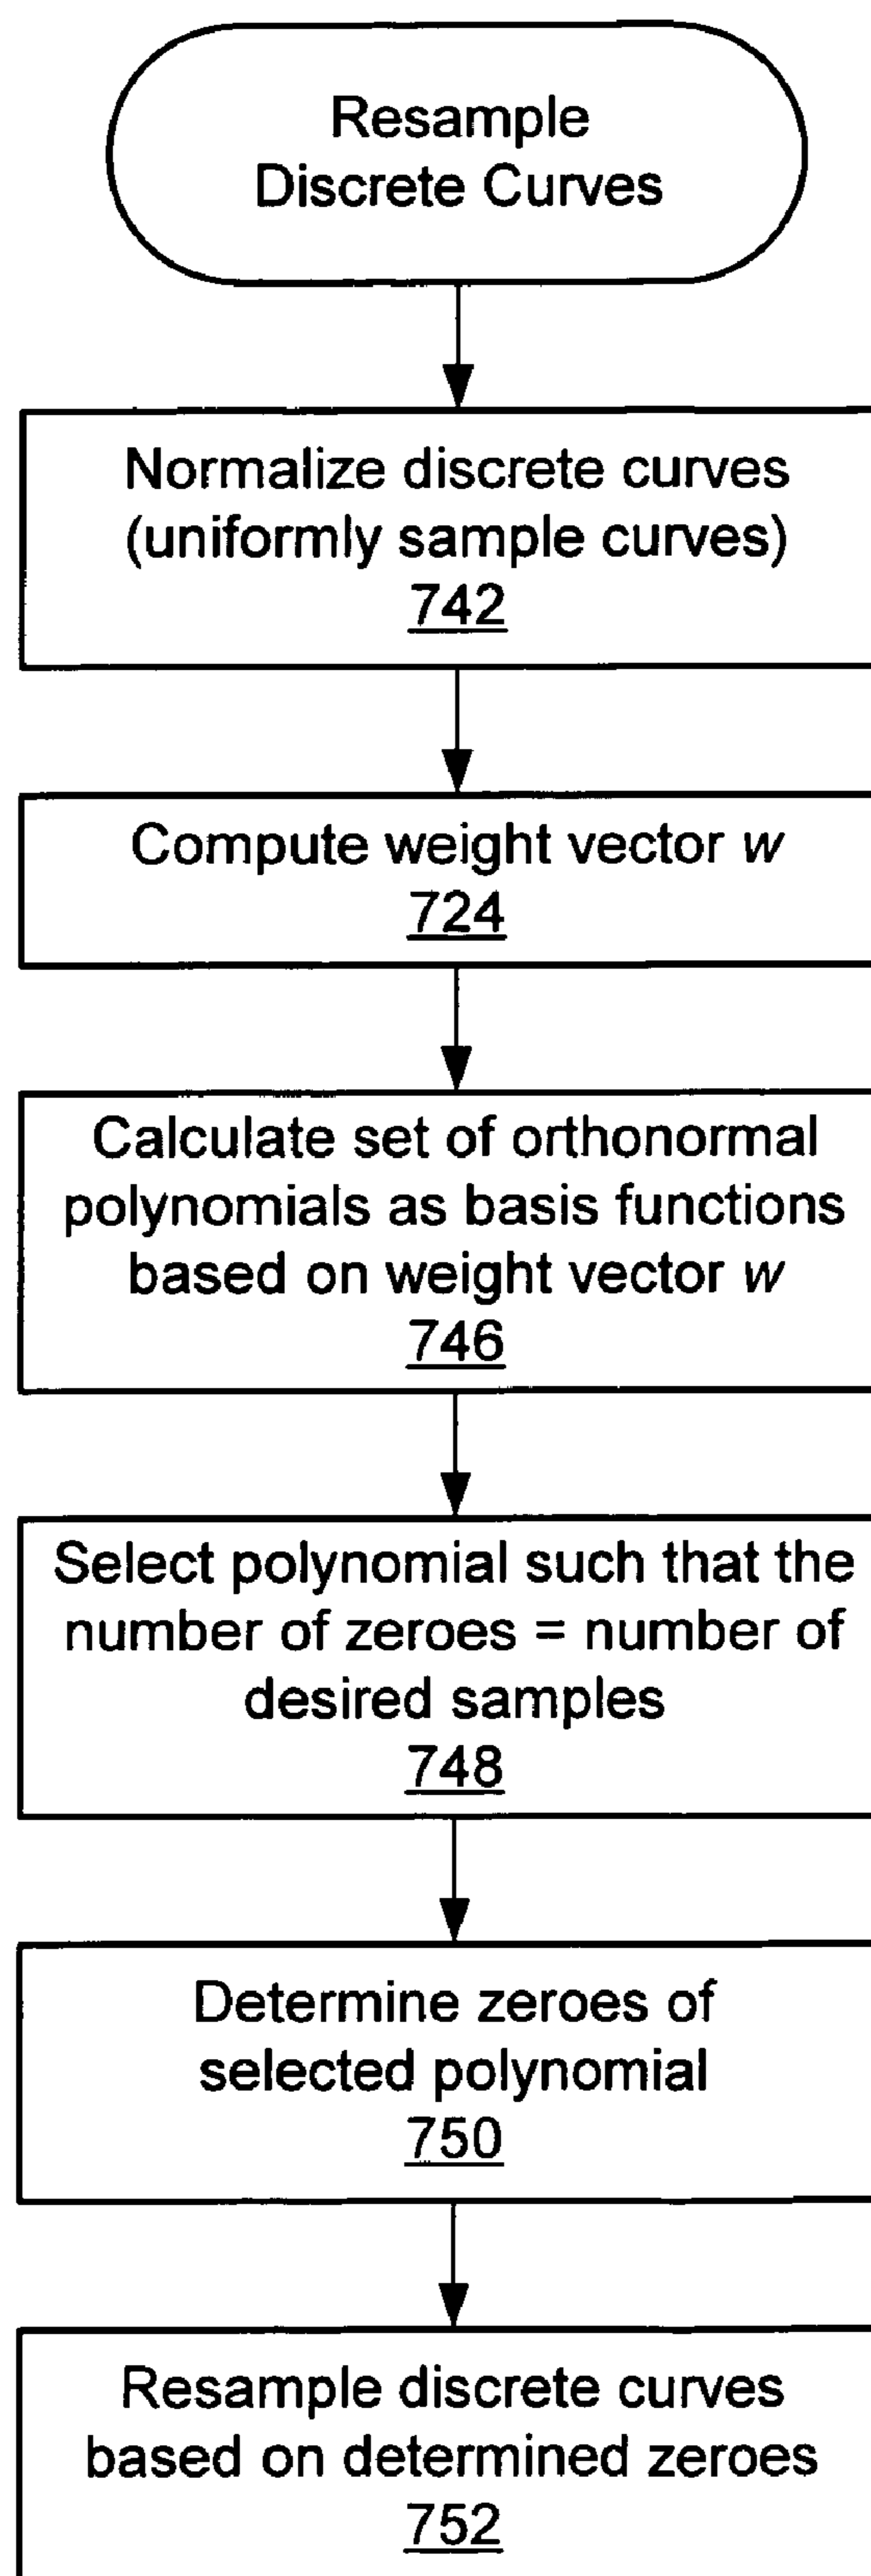 Resample
Discrete Curves
Normalize discrete curves
(uniformly sample curves)
742
Compute weight vector w
724
Calculate set of orthonormal
polynomials as basis functions
based on weight vector w
746
Select polynomial such that the
number of zeroes = number of
desired samples
748
Determine zeroes of
selected polynomial
750
Resample discrete curves
based on determined zeroes
752